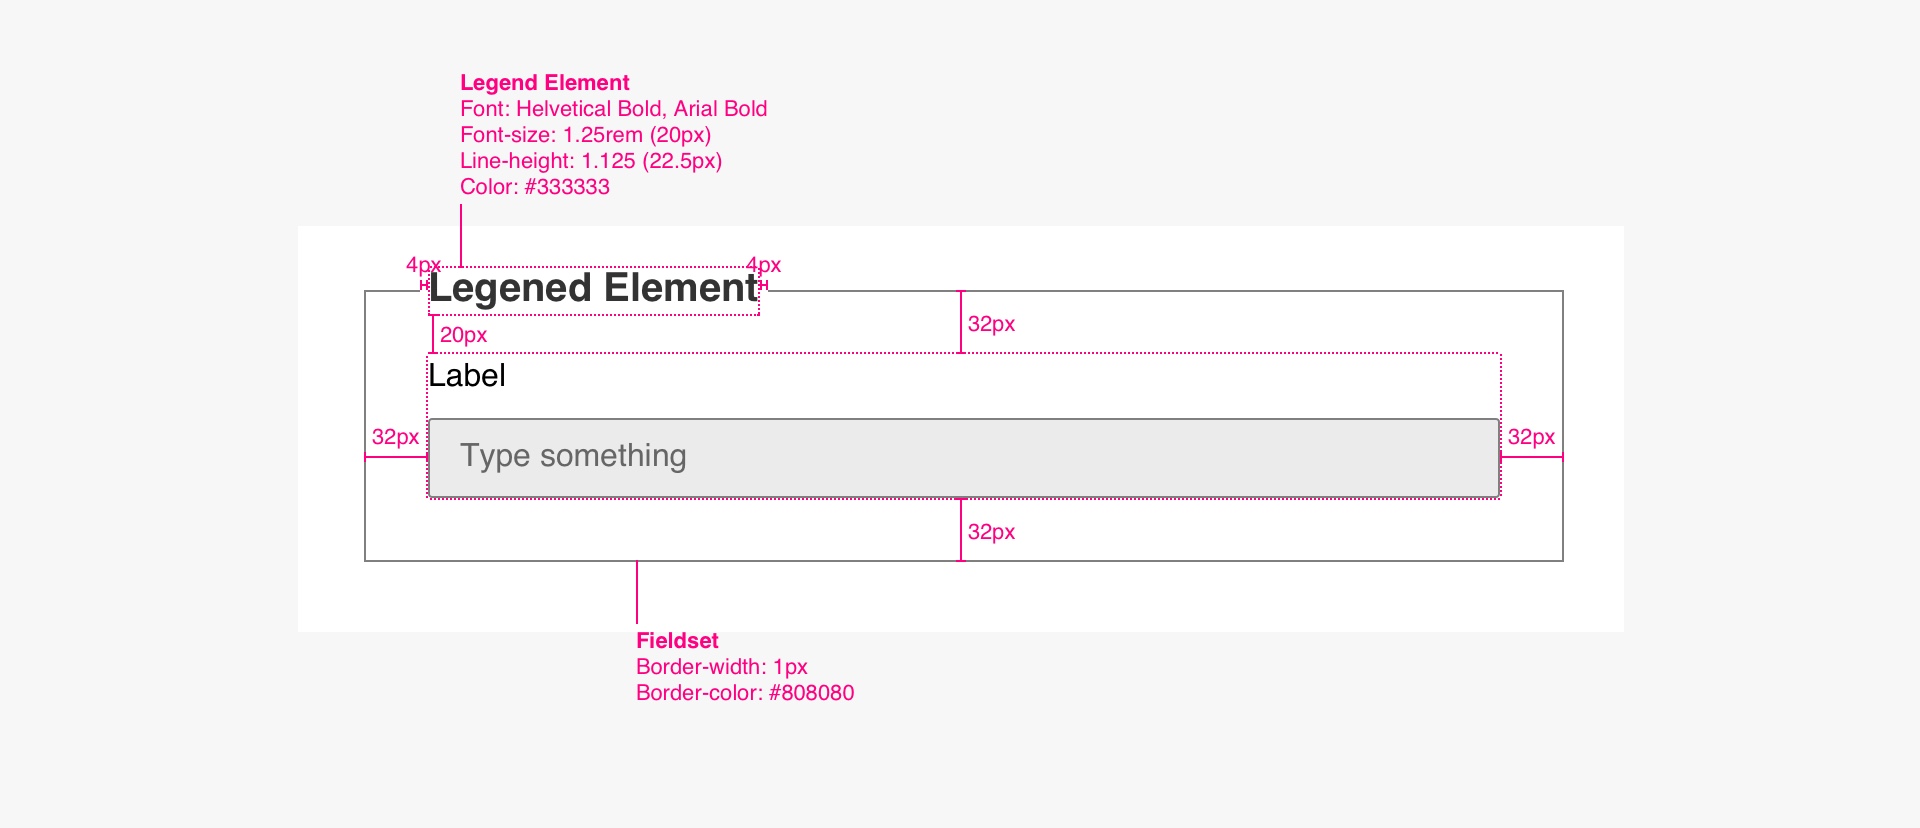 Legend Element
Font: Helvetical Bold, Arial Bold
Font-size: 1.25rem (20px)
Line-height: 1.125 (22.5px)
Color: #333333
4px
4px
Legened Element
20px
32px
Label
32px
Type something
32px
32px
Fieldset
Border-width: 1px
Border-color: #808080